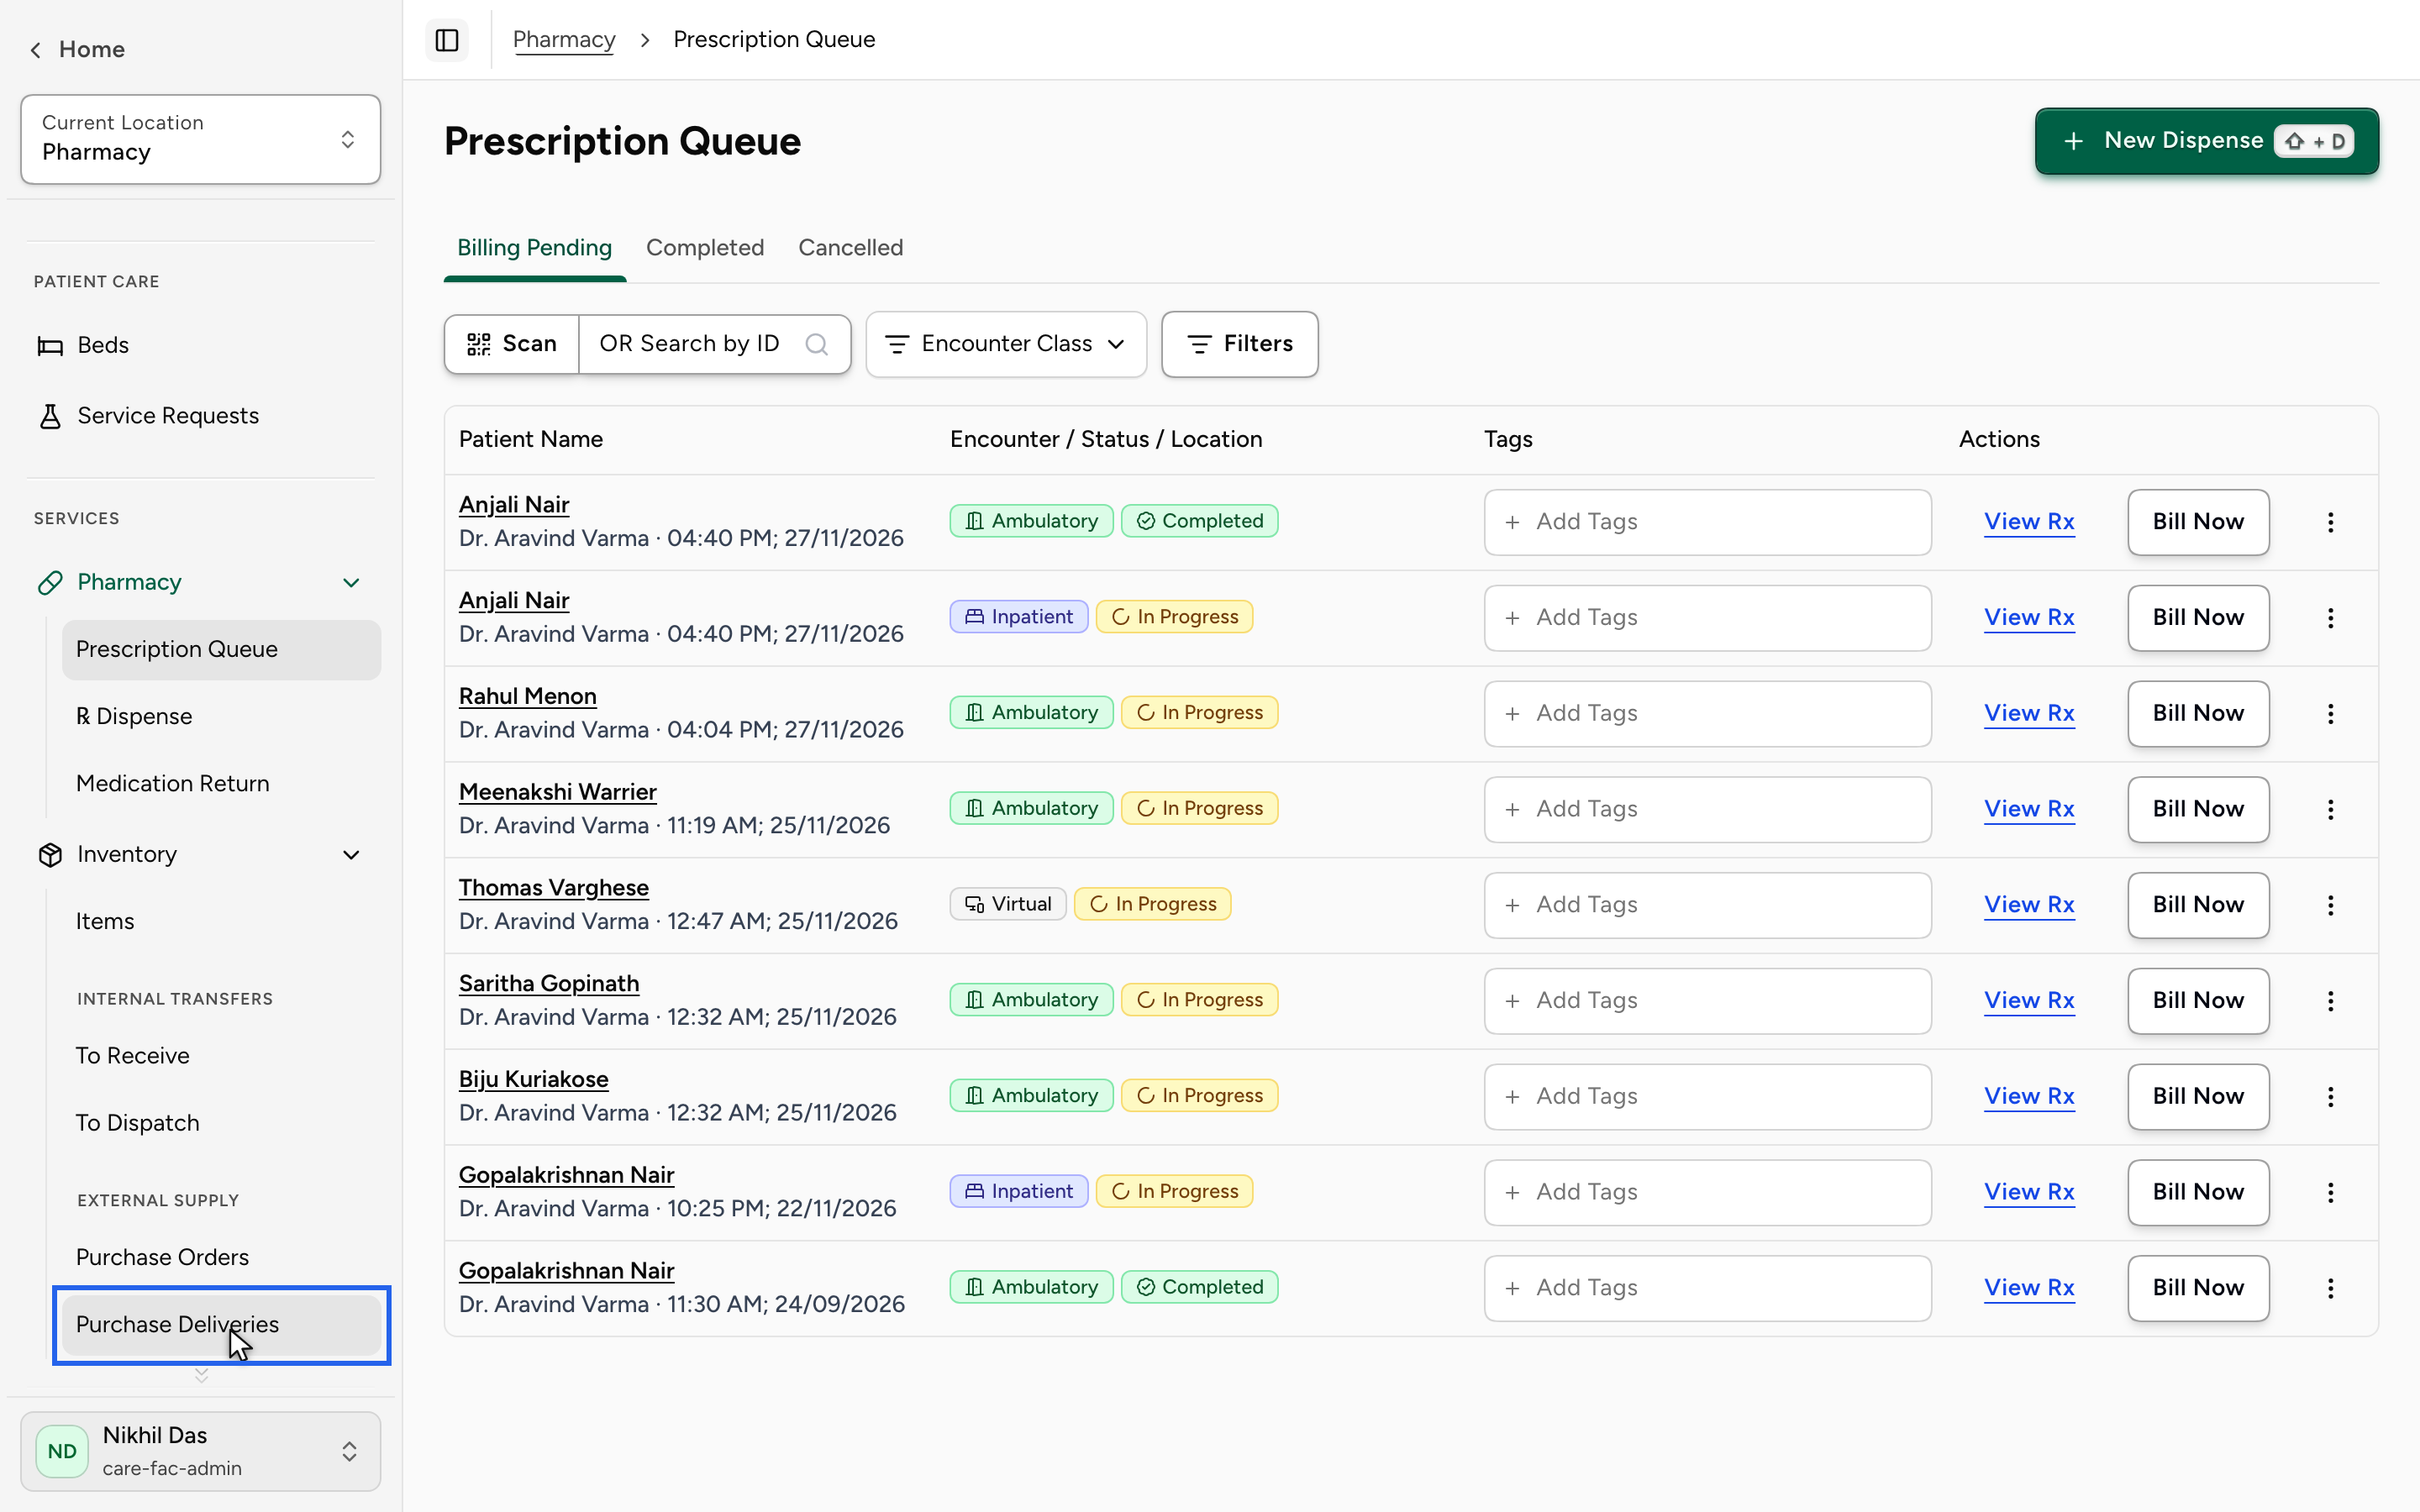 Home
Current Location
Pharmacy
PATIENT CARE
Beds
Service Requests
SERVICES
Pharmacy
Prescription Queue
℞ Dispense
Medication Return
Inventory
Items
INTERNAL TRANSFERS
To Receive
To Dispatch
EXTERNAL SUPPLY
Purchase Orders
Purchase Deliveries
ND
Nikhil Das
care-fac-admin
Pharmacy > Prescription Queue
Prescription Queue
+ New Dispense ⇧ + D
Billing Pending Completed Cancelled
Scan OR Search by ID Encounter Class Filters
Patient Name Encounter / Status / Location Tags Actions
Anjali Nair
Dr. Aravind Varma · 04:40 PM; 27/11/2026
Ambulatory Completed + Add Tags View Rx Bill Now
Anjali Nair
Dr. Aravind Varma · 04:40 PM; 27/11/2026
Inpatient In Progress + Add Tags View Rx Bill Now
Rahul Menon
Dr. Aravind Varma · 04:04 PM; 27/11/2026
Ambulatory In Progress + Add Tags View Rx Bill Now
Meenakshi Warrier
Dr. Aravind Varma · 11:19 AM; 25/11/2026
Ambulatory In Progress + Add Tags View Rx Bill Now
Thomas Varghese
Dr. Aravind Varma · 12:47 AM; 25/11/2026
Virtual In Progress + Add Tags View Rx Bill Now
Saritha Gopinath
Dr. Aravind Varma · 12:32 AM; 25/11/2026
Ambulatory In Progress + Add Tags View Rx Bill Now
Biju Kuriakose
Dr. Aravind Varma · 12:32 AM; 25/11/2026
Ambulatory In Progress + Add Tags View Rx Bill Now
Gopalakrishnan Nair
Dr. Aravind Varma · 10:25 PM; 22/11/2026
Inpatient In Progress + Add Tags View Rx Bill Now
Gopalakrishnan Nair
Dr. Aravind Varma · 11:30 AM; 24/09/2026
Ambulatory Completed + Add Tags View Rx Bill Now